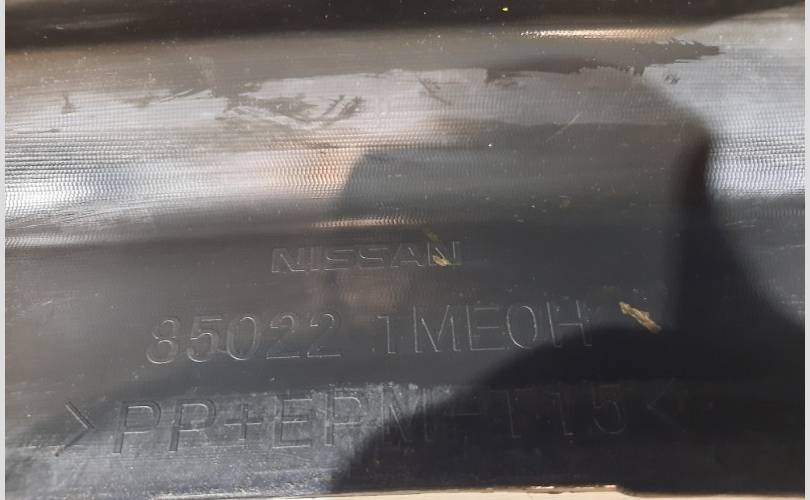 NISSAN
85022 1ME0H
>PP+EPM-T15<